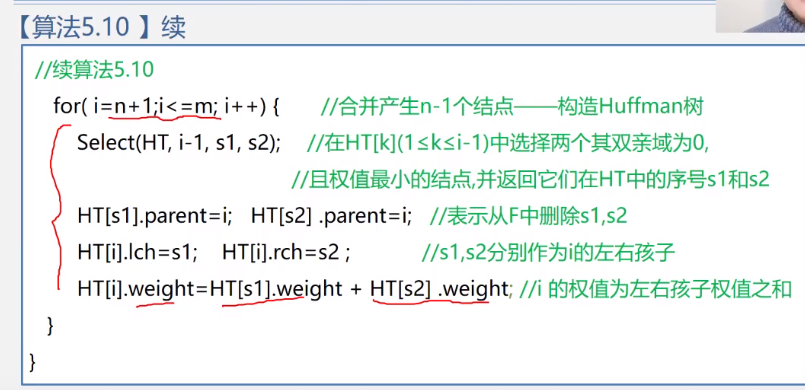 【算法5.10 】续
//续算法5.10
for( i=n+1;i<=m; i++) { //合并产生n-1个结点——构造Huffman树
Select(HT, i-1, s1, s2); //在HT[k](1≤k≤i-1)中选择两个其双亲域为0,
//且权值最小的结点,并返回它们在HT中的序号s1和s2
HT[s1].parent=i; HT[s2] .parent=i; //表示从F中删除s1,s2
HT[i].lch=s1; HT[i].rch=s2 ; //s1,s2分别作为i的左右孩子
HT[i].weight=HT[s1].weight + HT[s2] .weight; //i 的权值为左右孩子权值之和
}
}